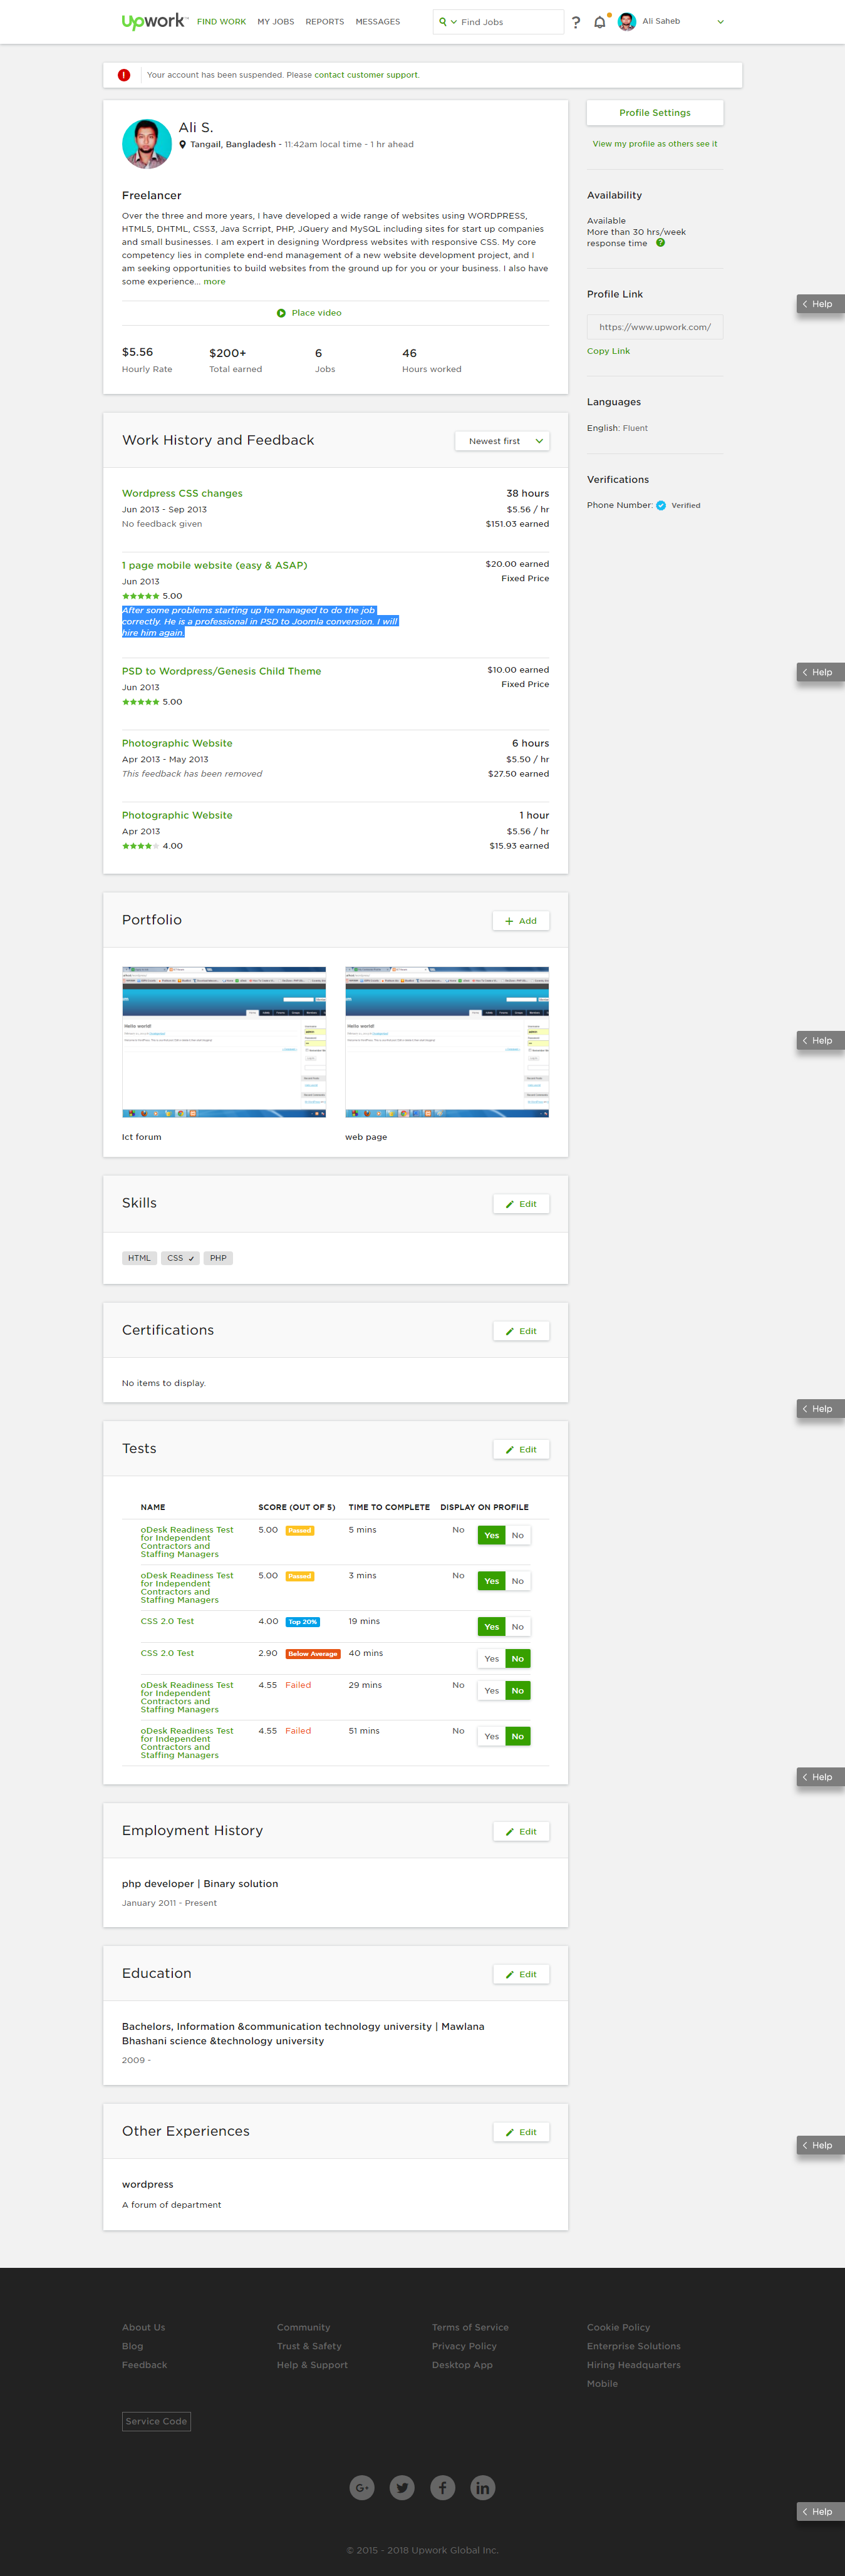 Upwork™ FIND WORK MY JOBS REPORTS MESSAGES Find Jobs ? Ali Saheb
Your account has been suspended. Please contact customer support.
Ali S.
Tangail, Bangladesh - 11:42am local time - 1 hr ahead
Freelancer
Over the three and more years, I have developed a wide range of websites using WORDPRESS,
HTML5, DHTML, CSS3, Java Script, PHP, JQuery and MySQL including sites for start up companies
and small businesses. I am expert in designing Wordpress websites with responsive CSS. My core
competency lies in complete end-end management of a new website development project, and I
am seeking opportunities to build websites from the ground up for you or your business. I also have
some experience... more
Place video
$5.56 $200+ 6 46
Hourly Rate Total earned Jobs Hours worked
Profile Settings
View my profile as others see it
Availability
Available
More than 30 hrs/week
response time ?
Profile Link
https://www.upwork.com/
Copy Link
Languages
English: Fluent
Verifications
Phone Number: Verified
Help
Work History and Feedback Newest first
Wordpress CSS changes 38 hours
Jun 2013 - Sep 2013 $5.56 / hr
No feedback given $151.03 earned
1 page mobile website (easy & ASAP) $20.00 earned
Jun 2013 Fixed Price
5.00
After some problems starting up he managed to do the job
correctly. He is a professional in PSD to Joomla conversion. I will
hire him again.
Help
PSD to Wordpress/Genesis Child Theme $10.00 earned
Jun 2013 Fixed Price
5.00
Photographic Website 6 hours
Apr 2013 - May 2013 $5.50 / hr
This feedback has been removed $27.50 earned
Photographic Website 1 hour
Apr 2013 $5.56 / hr
4.00 $15.93 earned
Portfolio + Add
Hello world!
Hello world!
Help
Ict forum web page
Skills Edit
HTML CSS PHP
Certifications Edit
No items to display.
Help
Tests Edit
NAME SCORE (OUT OF 5) TIME TO COMPLETE DISPLAY ON PROFILE
oDesk Readiness Test 5.00 Passed 5 mins No Yes No
for Independent
Contractors and
Staffing Managers
oDesk Readiness Test 5.00 Passed 3 mins No Yes No
for Independent
Contractors and
Staffing Managers
CSS 2.0 Test 4.00 Top 20% 19 mins Yes No
CSS 2.0 Test 2.90 Below Average 40 mins Yes No
oDesk Readiness Test 4.55 Failed 29 mins No Yes No
for Independent
Contractors and
Staffing Managers
oDesk Readiness Test 4.55 Failed 51 mins No Yes No
for Independent
Contractors and
Staffing Managers
Help
Employment History Edit
php developer | Binary solution
January 2011 - Present
Education Edit
Bachelors, Information &communication technology university | Mawlana
Bhashani science &technology university
2009 -
Other Experiences Edit
Help
wordpress
A forum of department
About Us Community Terms of Service Cookie Policy
Blog Trust & Safety Privacy Policy Enterprise Solutions
Feedback Help & Support Desktop App Hiring Headquarters
Mobile
Service Code
G+ f in
Help
© 2015 - 2018 Upwork Global Inc.